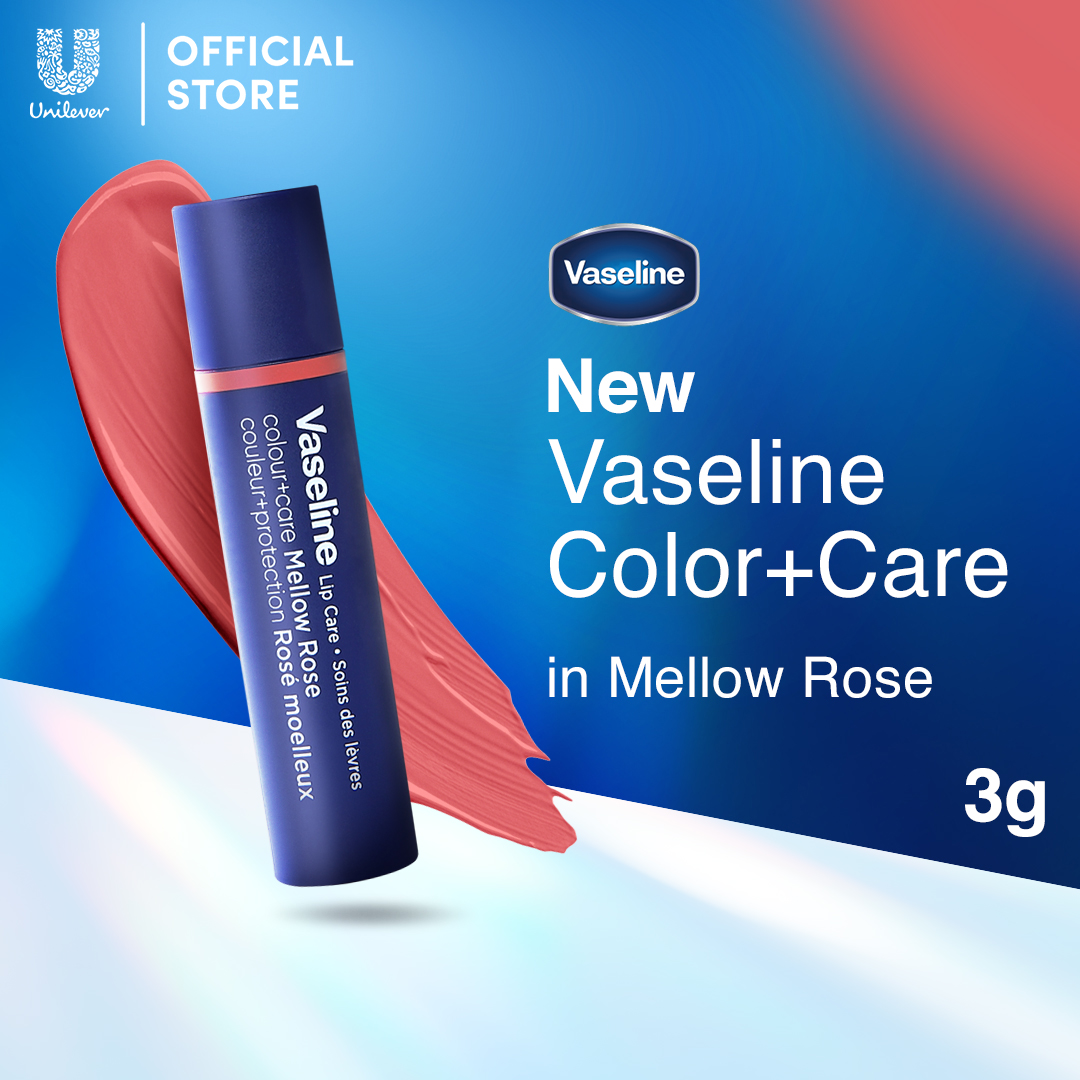 Unilever
OFFICIAL
STORE
Vaseline
New
Vaseline
Color+Care
in Mellow Rose
3g
Vaseline Lip Care • Soins des lèvres
colour+care Mellow Rose
couleur+protection Rosé moelleux